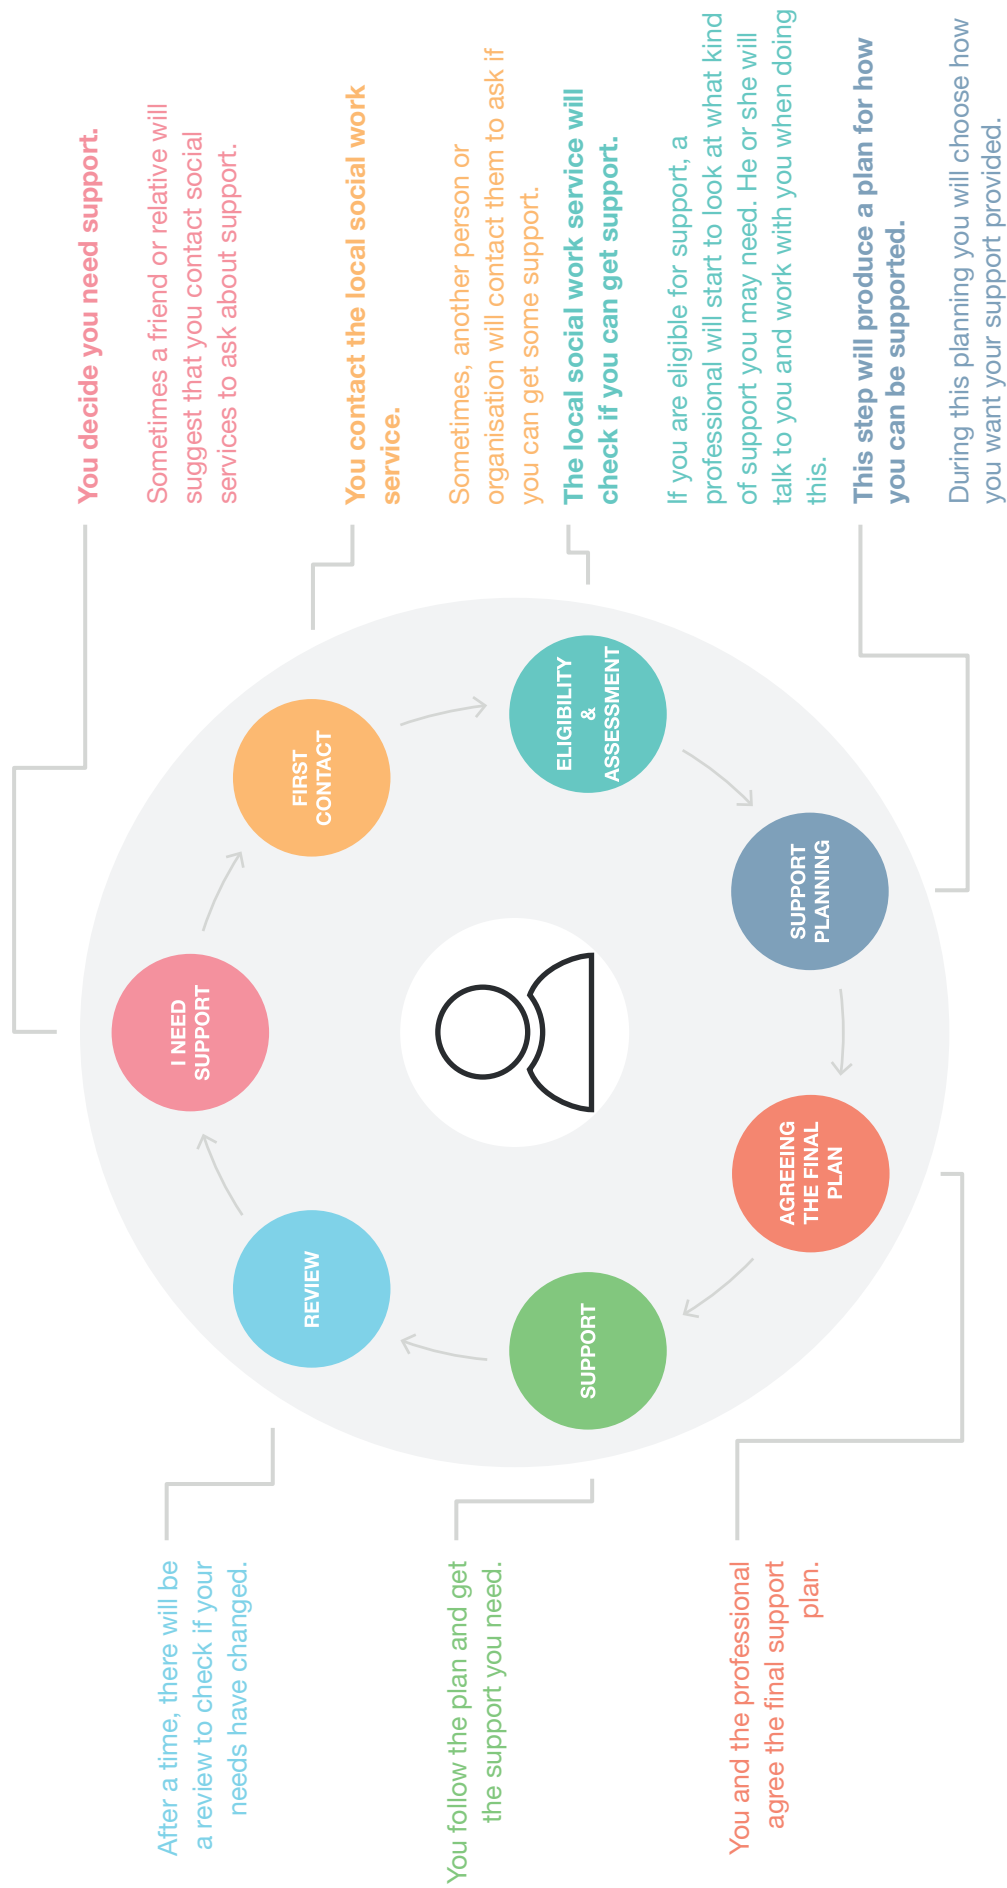 You decide you need support.
Sometimes a friend or relative will
suggest that you contact social
services to ask about support.
You contact the local social work
service.
Sometimes, another person or
organisation will contact them to ask if
you can get some support.
The local social work service will
check if you can get support.
If you are eligible for support, a
professional will start to look at what kind
of support you may need. He or she will
talk to you and work with you when doing
this.
This step will produce a plan for how
you can be supported.
During this planning you will choose how
you want your support provided.
You and the professional
agree the final support
plan.
You follow the plan and get
the support you need.
After a time, there will be
a review to check if your
needs have changed.
I NEED
SUPPORT
FIRST
CONTACT
ELIGIBILITY
&
ASSESSMENT
SUPPORT
PLANNING
AGREEING
THE FINAL
PLAN
SUPPORT
REVIEW